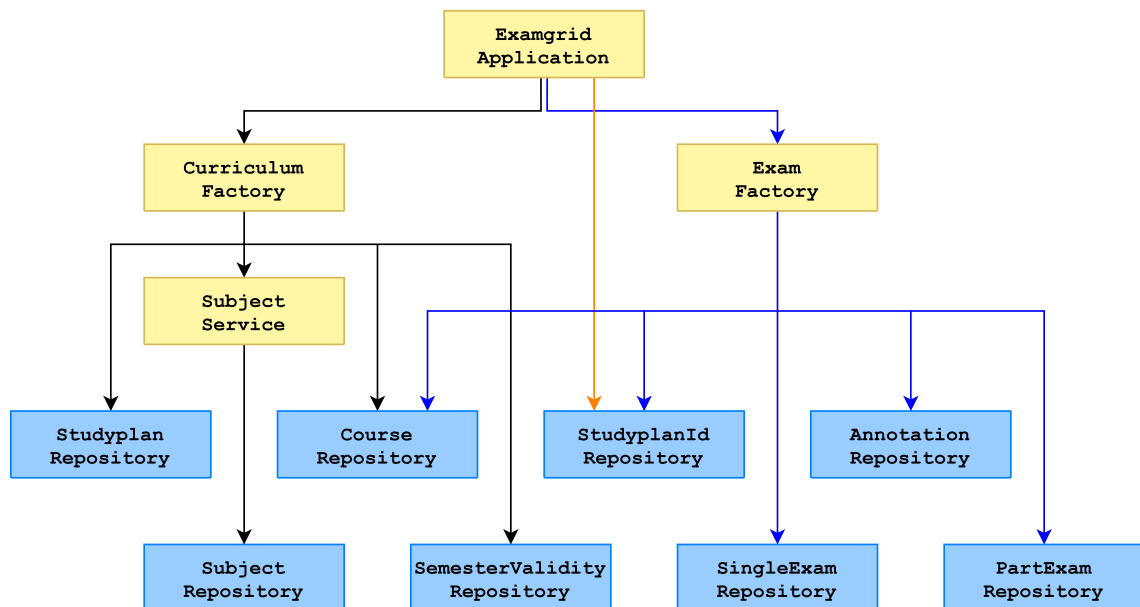 Examgrid
Application
Curriculum
Factory
Exam
Factory
Subject
Service
Studyplan
Repository
Course
Repository
StudyplanId
Repository
Annotation
Repository
Subject
Repository
SemesterValidity
Repository
SingleExam
Repository
PartExam
Repository